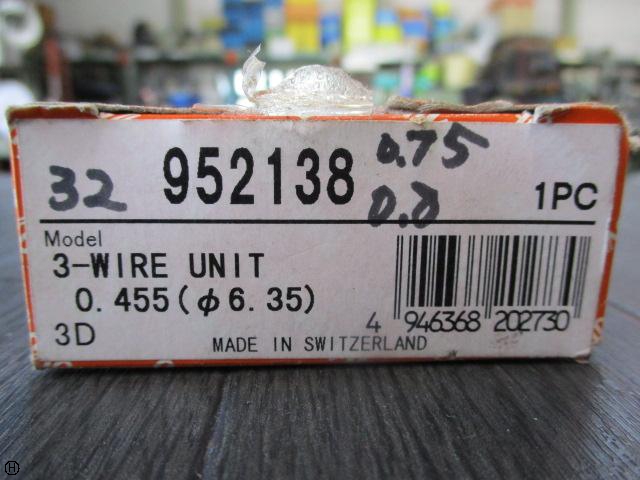 32 952138 0.75
0.8
1PC
Model
3-WIRE UNIT
0.455(φ6.35)
3D
MADE IN SWITZERLAND
4 946368 202730
H